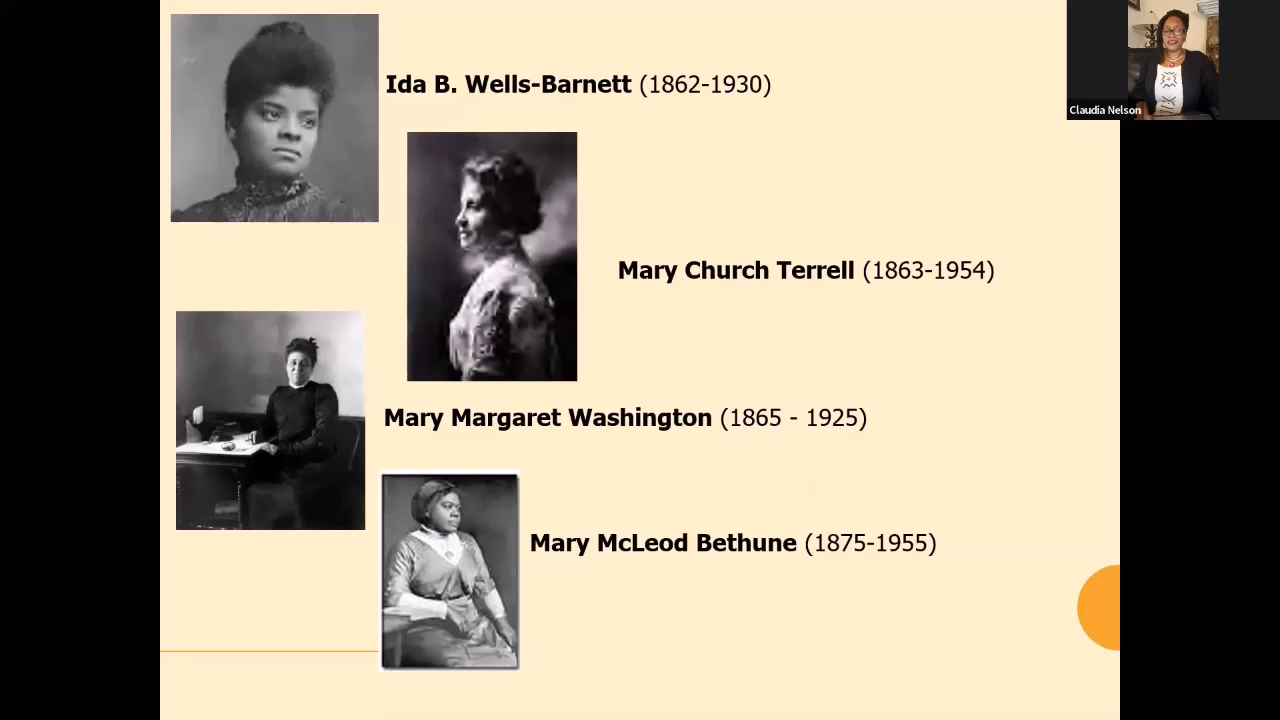 Ida B. Wells-Barnett (1862-1930)
Claudia Nelson
Mary Church Terrell (1863-1954)
Mary Margaret Washington (1865 - 1925)
Mary McLeod Bethune (1875-1955)